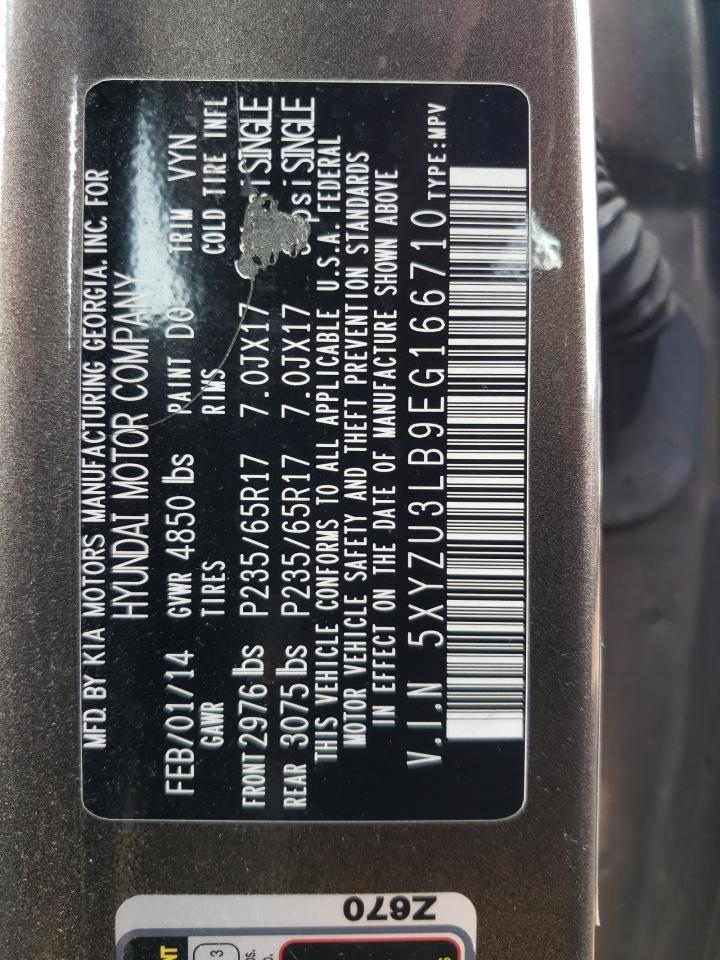 MFD. BY KIA MOTORS MANUFACTURING GEORGIA, INC. FOR
HYUNDAI MOTOR COMPANY
FEB/01/14 GVWR 4850 lbs PAINT D0 TRIM VYN
GAWR TIRES RIMS COLD TIRE INFL
FRONT 2976 lbs P235/65R17 7.0JX17 SINGLE
REAR 3075 lbs P235/65R17 7.0JX17 psi SINGLE
THIS VEHICLE CONFORMS TO ALL APPLICABLE U.S.A. FEDERAL
MOTOR VEHICLE SAFETY AND THEFT PREVENTION STANDARDS
IN EFFECT ON THE DATE OF MANUFACTURE SHOWN ABOVE
V.I.N 5XYZU3LB9EG166710 TYPE:MPV
Z670
3